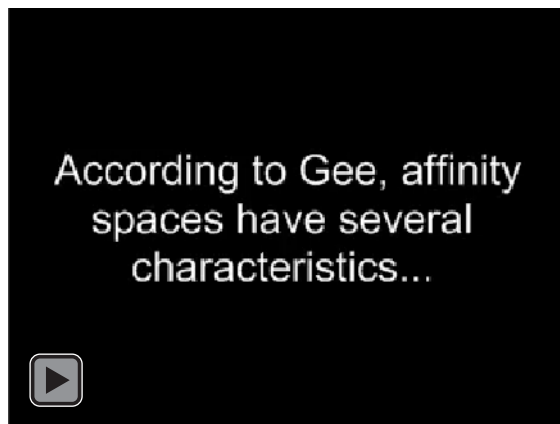 According to Gee, affinity
spaces have several
characteristics...